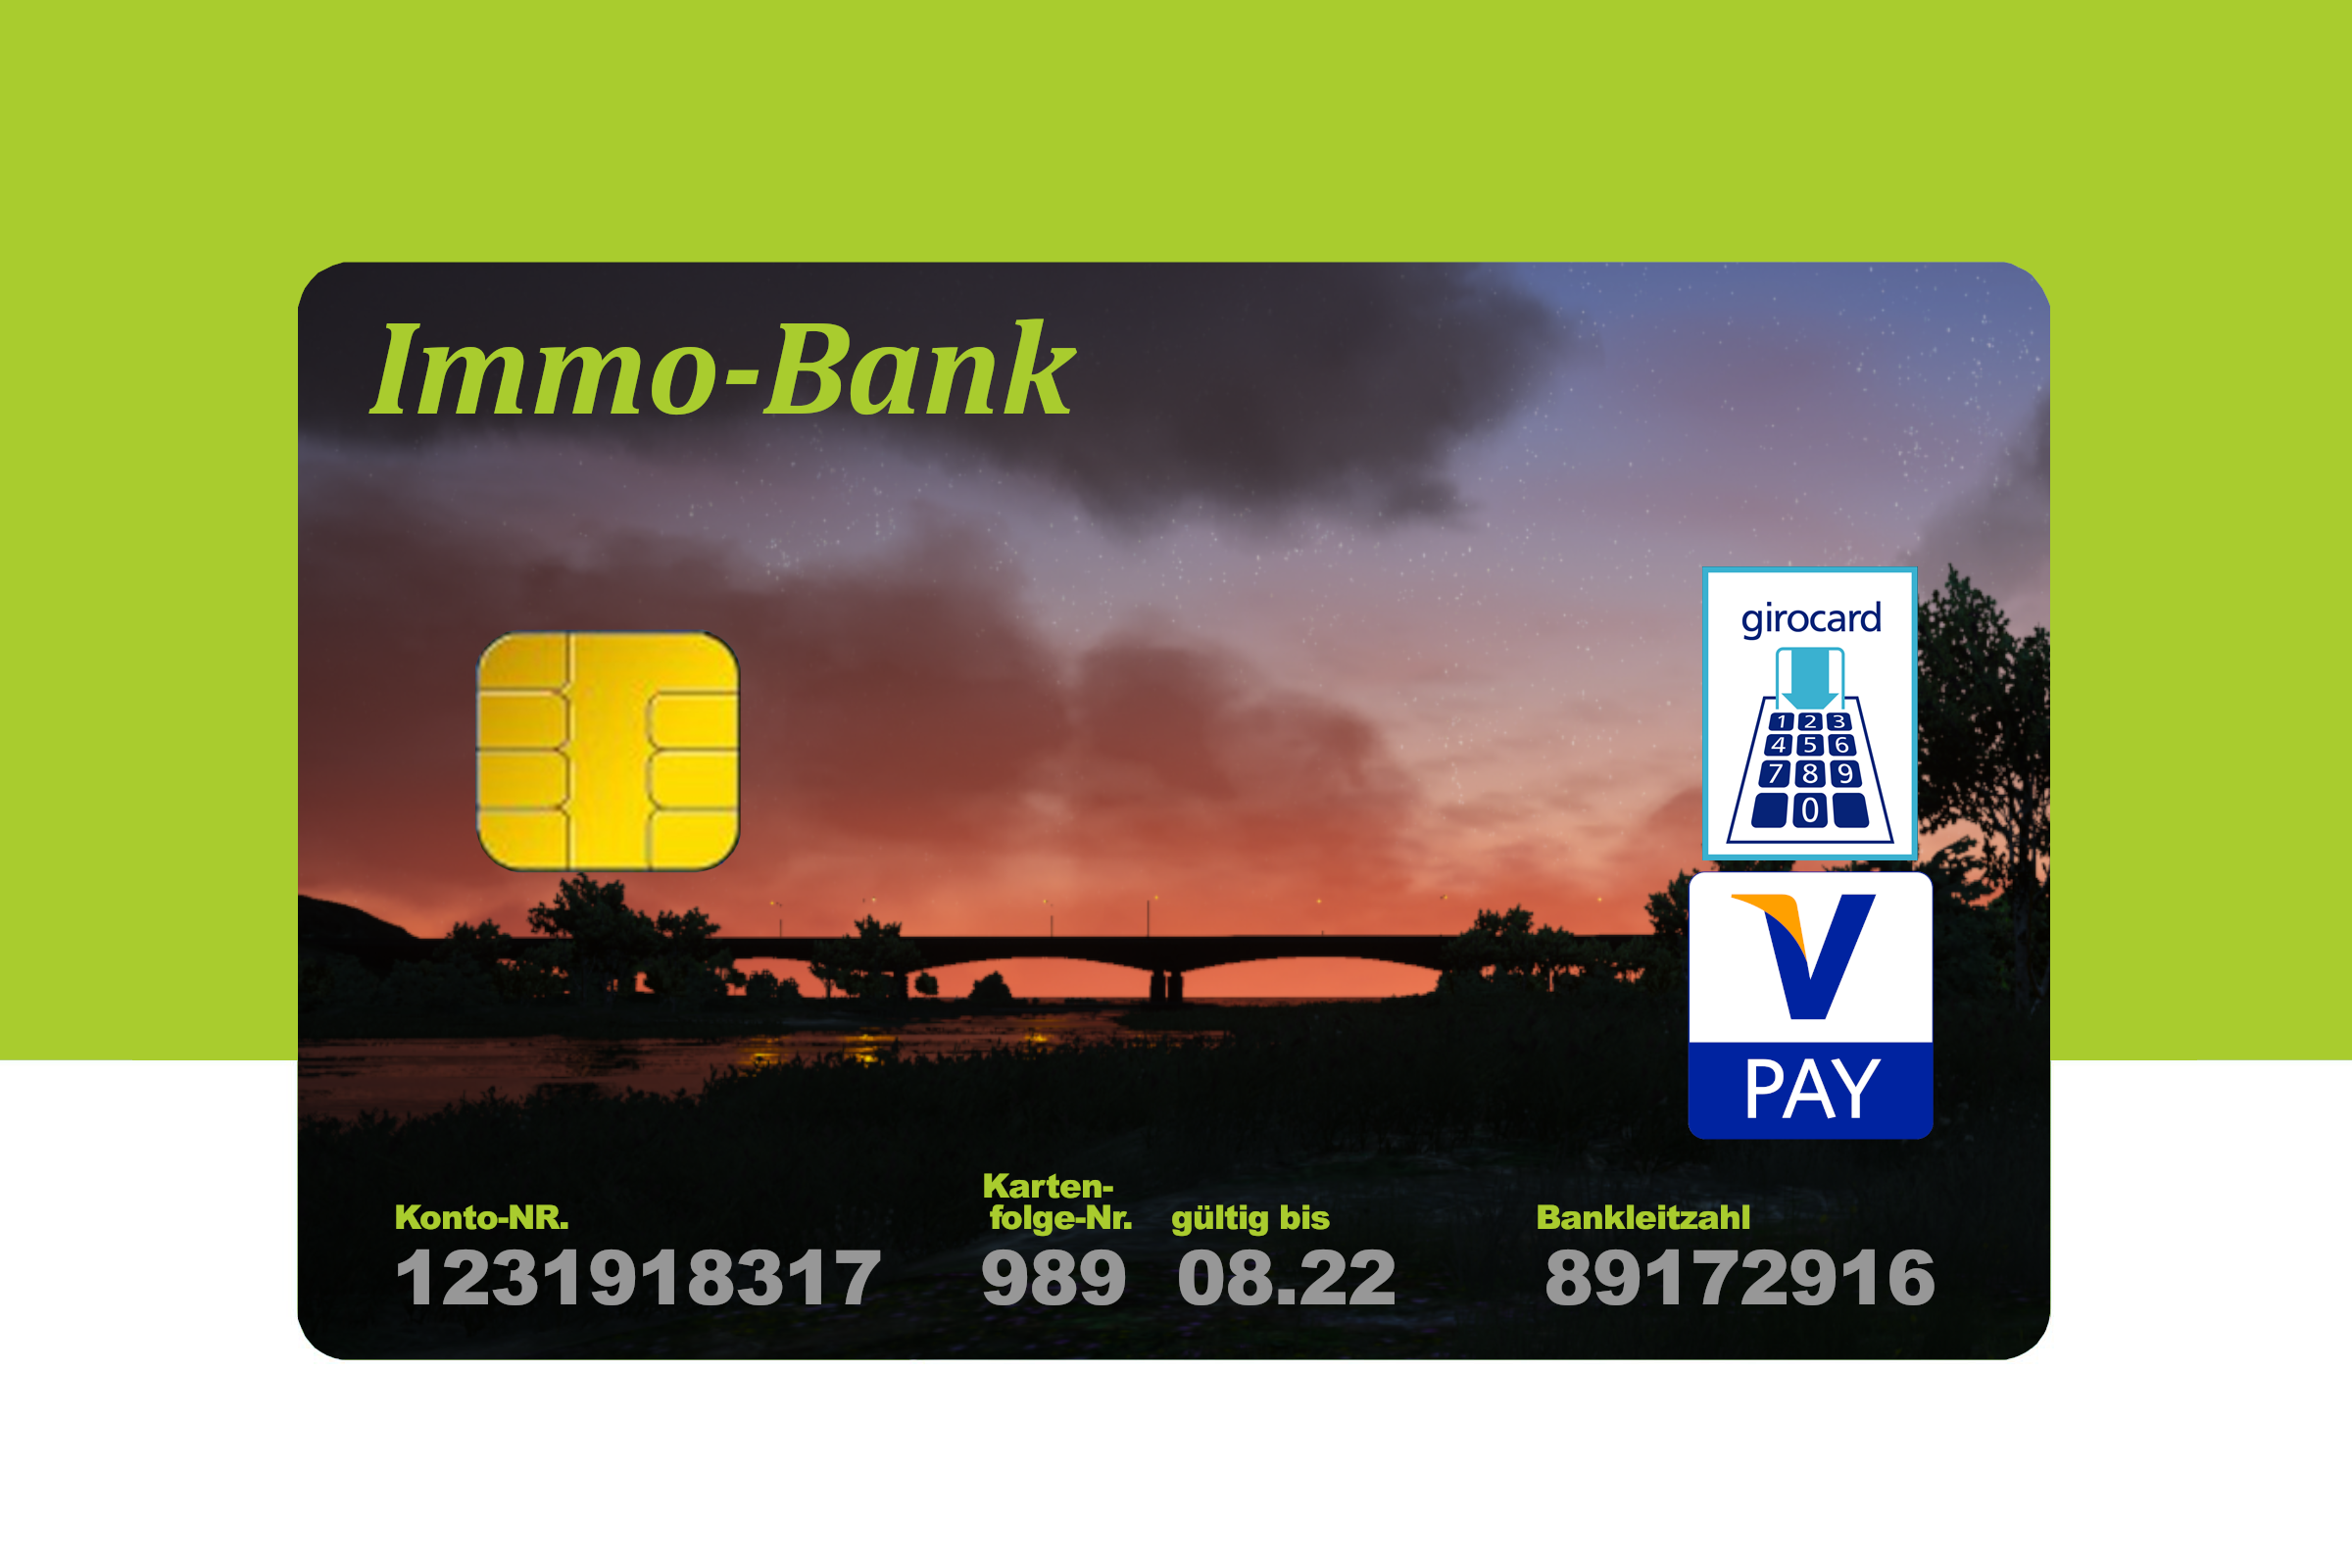 Immo-Bank
girocard
1 2 3
4 5 6
7 8 9
0
V
PAY
Konto-NR.
1231918317
Karten-
folge-Nr.
989
gültig bis
08.22
Bankleitzahl
89172916